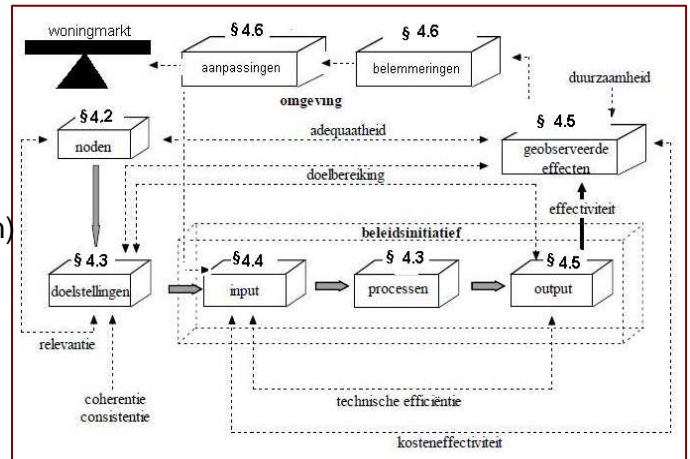 woningmarkt
§ 4.6
§ 4.6
aanpassingen
belemmeringen
omgeving
duurzaamheid
§ 4.2
noden
adequaatheid
§ 4.5
geobserveerde
effecten
doelbereiking
effectiviteit
beleidsinitiatief
§ 4.3
doelstellingen
§4.4
input
§ 4.3
processen
§ 4.5
output
relevantie
coherentie
consistentie
technische efficiëntie
kosteneffectiviteit
)